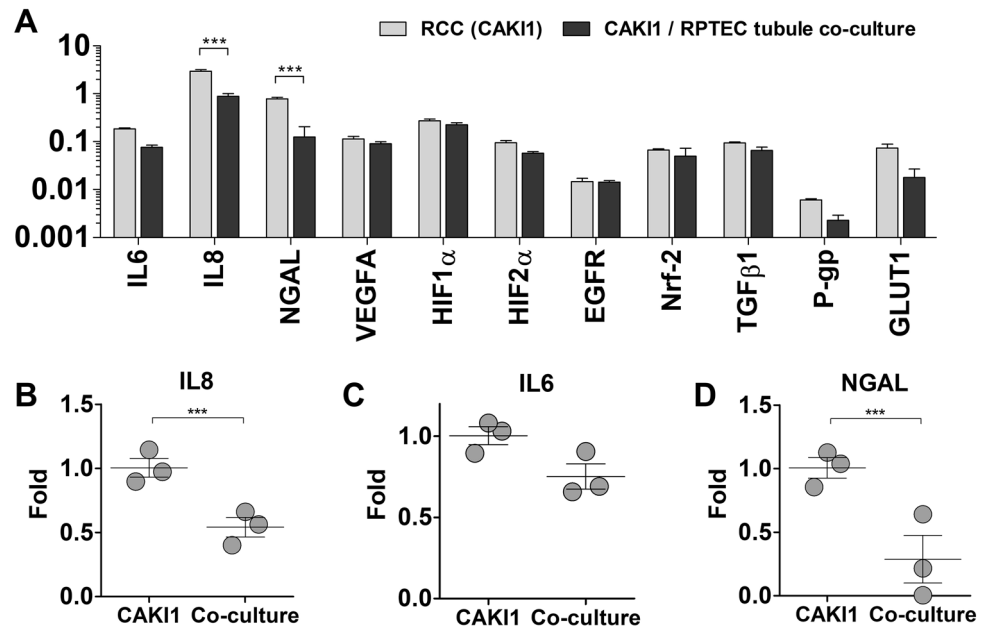 A
RCC (CAKI1) CAKI1 / RPTEC tubule co-culture
10
1
0.1
0.01
0.001
***
***
IL6 IL8 NGAL VEGFA HIF1α HIF2α EGFR Nrf-2 TGFβ1 P-gp GLUT1
B
IL8
Fold
1.5
1.0
0.5
0.0
***
CAKI1 Co-culture
C
IL6
Fold
1.0
0.5
0.0
CAKI1 Co-culture
D
NGAL
Fold
1.5
1.0
0.5
0.0
***
CAKI1 Co-culture